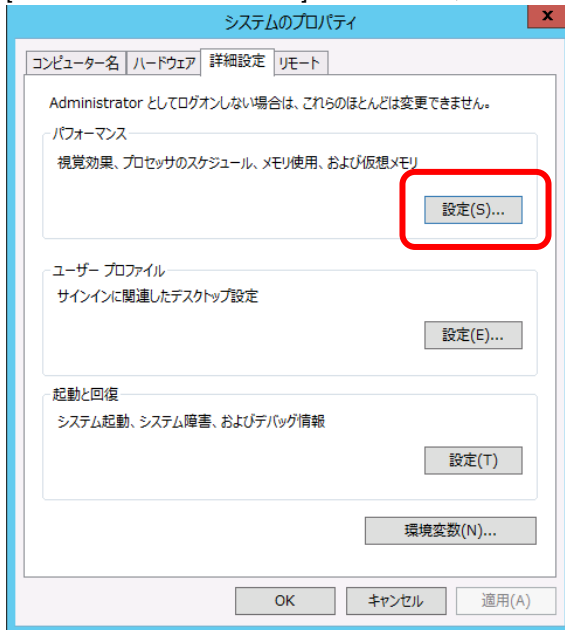 システムのプロパティ
x
コンピューター名 ハードウェア 詳細設定 リモート
Administrator としてログオンしない場合は、これらのほとんどは変更できません。
パフォーマンス
視覚効果、プロセッサのスケジュール、メモリ使用、および仮想メモリ
設定(S)...
ユーザー プロファイル
サインインに関連したデスクトップ設定
設定(E)...
起動と回復
システム起動、システム障害、およびデバッグ情報
設定(T)
環境変数(N)...
OK キャンセル 適用(A)